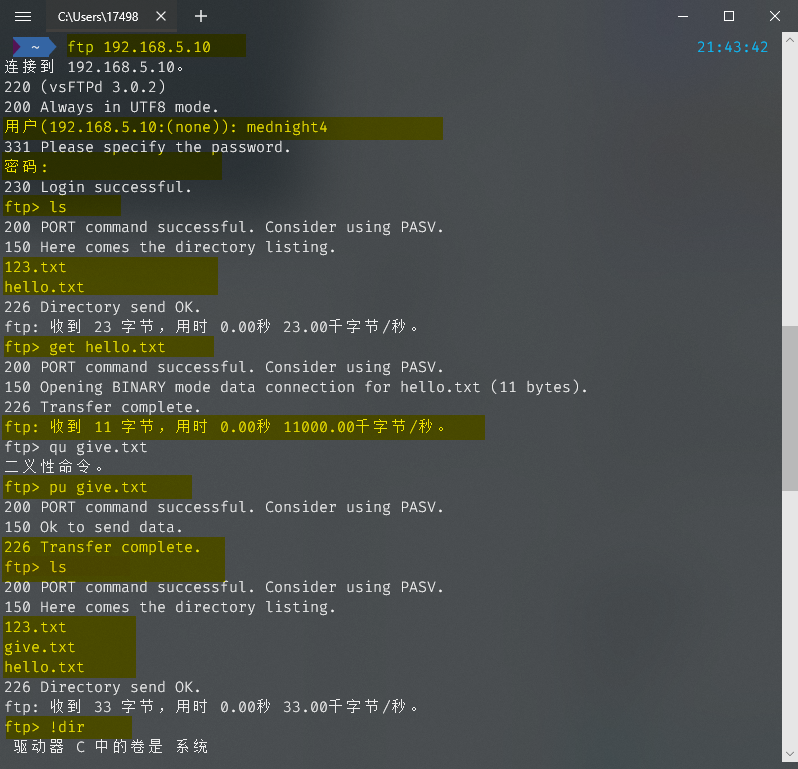 C:\Users\17498
~ ftp 192.168.5.10 21:43:42
连接到 192.168.5.10。
220 (vsFTPd 3.0.2)
200 Always in UTF8 mode.
用户(192.168.5.10:(none)): mednight4
331 Please specify the password.
密码:
230 Login successful.
ftp> ls
200 PORT command successful. Consider using PASV.
150 Here comes the directory listing.
123.txt
hello.txt
226 Directory send OK.
ftp: 收到 23 字节，用时 0.00秒 23.00千字节/秒。
ftp> get hello.txt
200 PORT command successful. Consider using PASV.
150 Opening BINARY mode data connection for hello.txt (11 bytes).
226 Transfer complete.
ftp: 收到 11 字节，用时 0.00秒 11000.00千字节/秒。
ftp> qu give.txt
二义性命令。
ftp> pu give.txt
200 PORT command successful. Consider using PASV.
150 Ok to send data.
226 Transfer complete.
ftp> ls
200 PORT command successful. Consider using PASV.
150 Here comes the directory listing.
123.txt
give.txt
hello.txt
226 Directory send OK.
ftp: 收到 33 字节，用时 0.00秒 33.00千字节/秒。
ftp> !dir
驱动器 C 中的卷是 系统